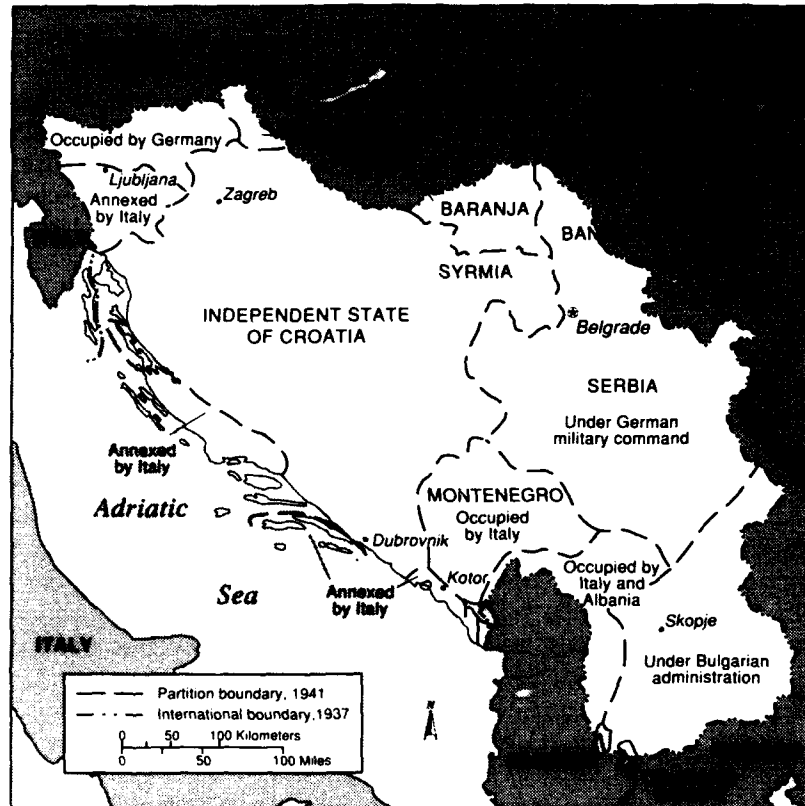 Occupied by Germany
Ljubljana
Annexed
by Italy
Zagreb
BARANJA
BAN
SYRMIA
INDEPENDENT STATE
OF CROATIA
Belgrade
SERBIA
Under German
military command
Annexed
by Italy
MONTENEGRO
Occupied
by Italy
Adriatic
Dubrovnik
Kotor
Occupied by
Italy and
Albania
Annexed
by Italy
Sea
Skopje
ITALY
Under Bulgarian
administration
Partition boundary, 1941
International boundary, 1937
N
0 50 100 Kilometers
0 50 100 Miles